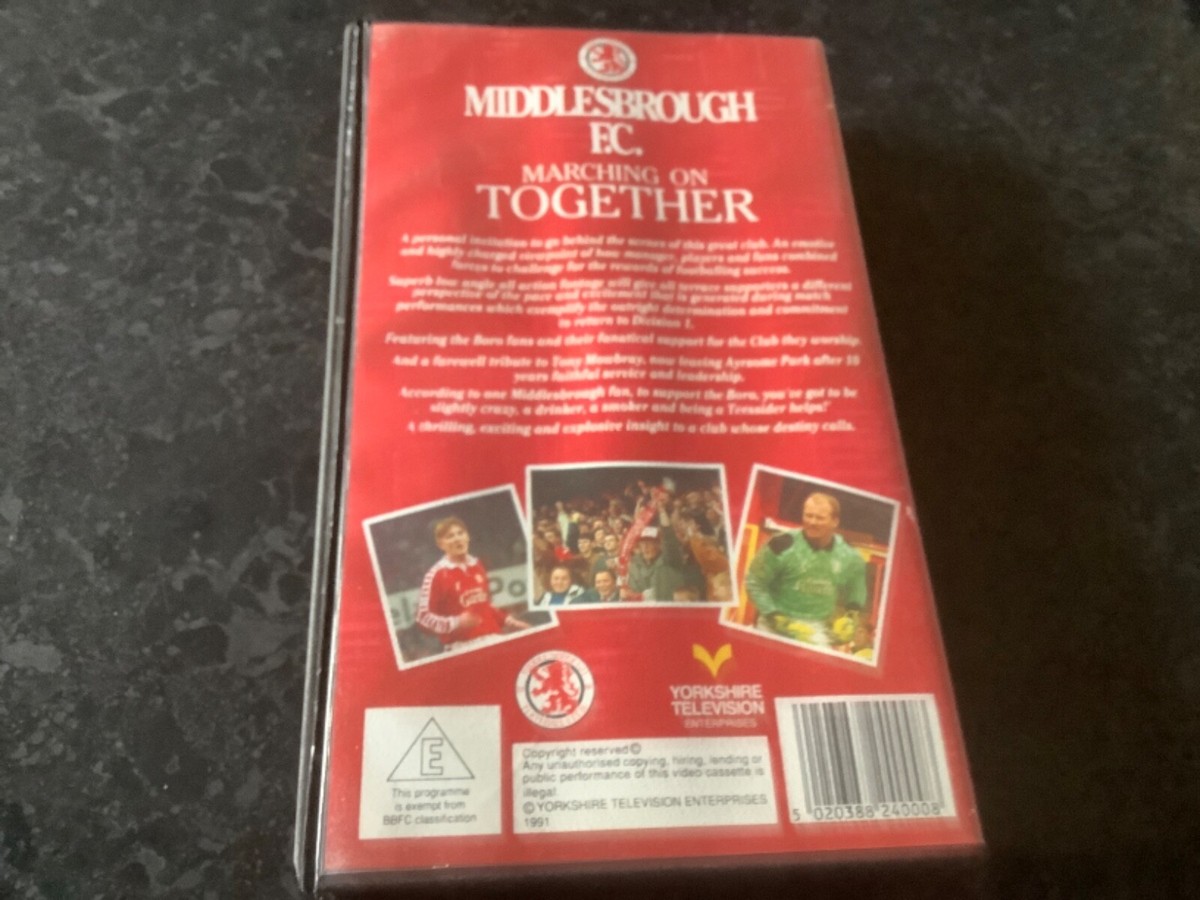 MIDDLESBROUGH
F.C.
MARCHING ON
TOGETHER
A personal invitation to go behind the scenes of this great club. An emotive
and highly charged viewpoint of how manager, players and fans combined
forces to challenge for the rewards of footballing success.
Superb low angle all action footage will give all terrace supporters a different
perspective of the pace and excitement that is generated during match
performances which exemplify the outright determination and commitment
to return to Division 1.
Featuring the Boro fans and their fanatical support for the Club they worship.
And a farewell tribute to Tony Mowbray, now leaving Ayresome Park after 10
years faithful service and leadership.
According to one Middlesbrough fan, to support the Boro, you've got to be
slightly crazy, a drinker, a smoker and being a Teessider helps!'
A thrilling, exciting and explosive insight to a club whose destiny calls.
YORKSHIRE
TELEVISION
ENTERPRISES
E
This programme
is exempt from
BBFC classification
Copyright reserved ©
Any unauthorised copying, hiring, lending or
public performance of this video cassette is
illegal.
© YORKSHIRE TELEVISION ENTERPRISES
1991
5 020388 240008